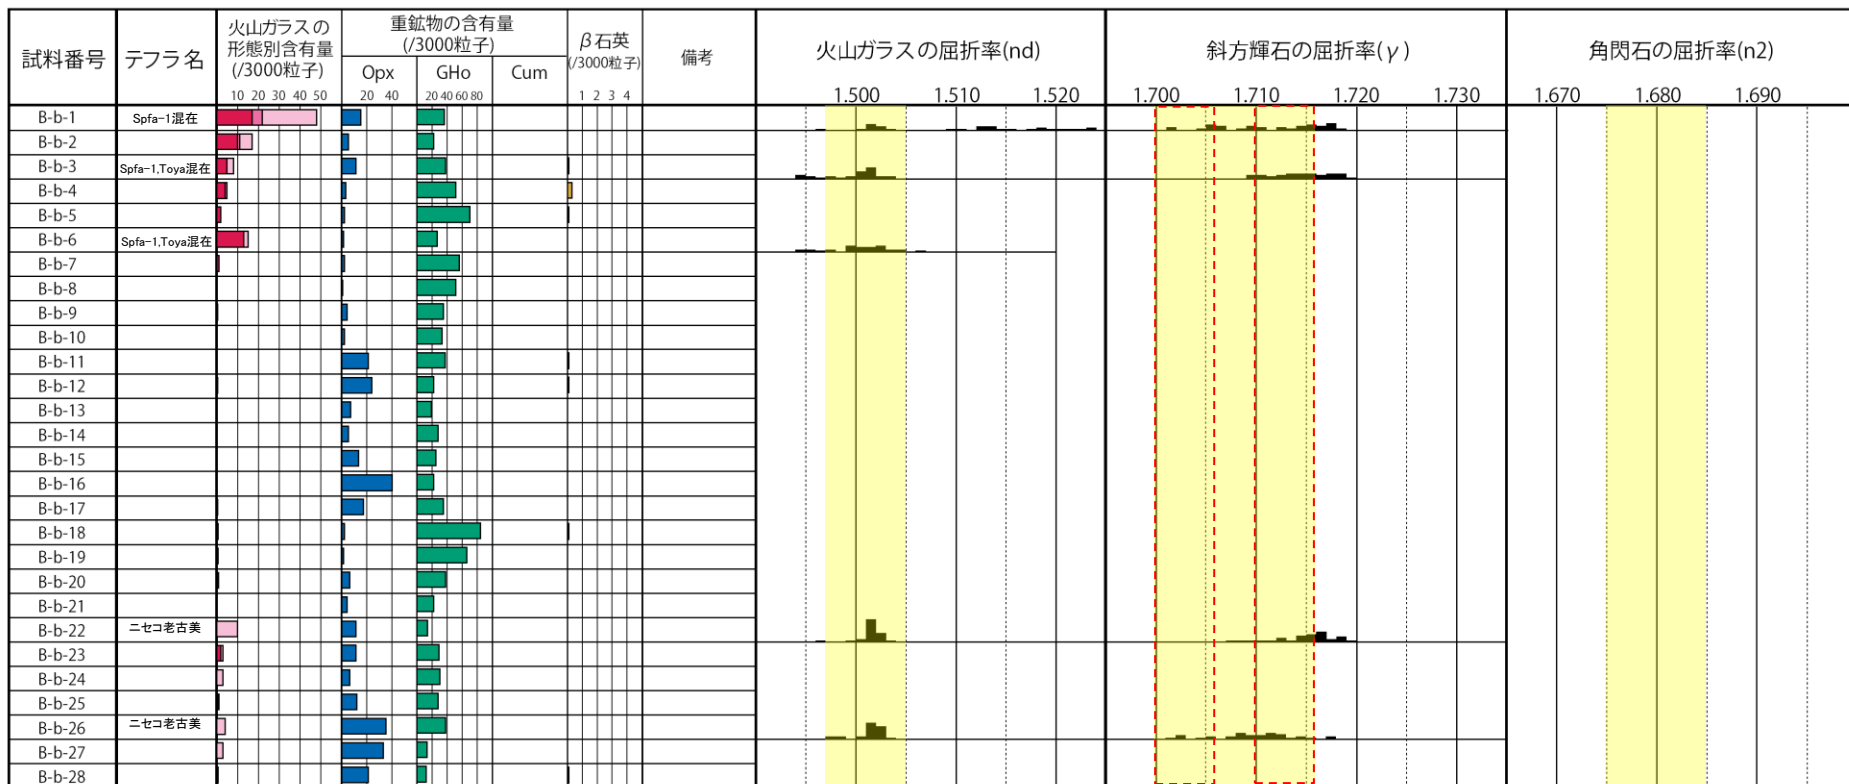 試料番号 テフラ名 火山ガラスの形態別含有量(/3000粒子) 重鉱物の含有量(/3000粒子) β石英(/3000粒子) 備考 火山ガラスの屈折率(nd) 斜方輝石の屈折率(γ) 角閃石の屈折率(n2)
Opx GHo Cum
10 20 30 40 50 20 40 20 40 60 80 1 2 3 4 1.500 1.510 1.520 1.700 1.710 1.720 1.730 1.670 1.680 1.690
B-b-1 Spfa-1混在
B-b-2
B-b-3 Spfa-1,Toya混在
B-b-4
B-b-5
B-b-6 Spfa-1,Toya混在
B-b-7
B-b-8
B-b-9
B-b-10
B-b-11
B-b-12
B-b-13
B-b-14
B-b-15
B-b-16
B-b-17
B-b-18
B-b-19
B-b-20
B-b-21
B-b-22 ニセコ老古美
B-b-23
B-b-24
B-b-25
B-b-26 ニセコ老古美
B-b-27
B-b-28